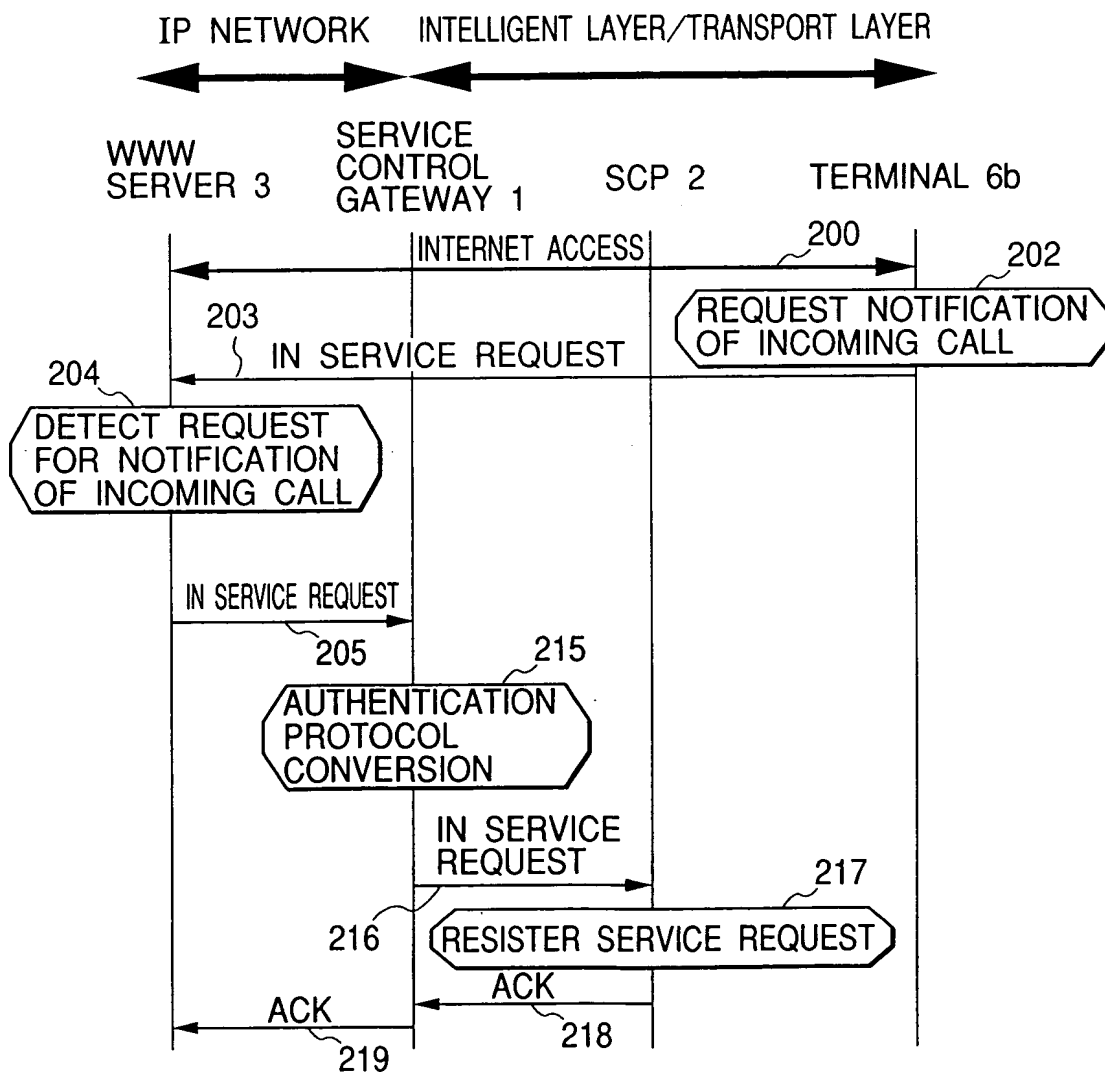 IP NETWORK INTELLIGENT LAYER/TRANSPORT LAYER
WWW
SERVER 3
SERVICE
CONTROL
GATEWAY 1
SCP 2
TERMINAL 6b
INTERNET ACCESS
200
202
REQUEST NOTIFICATION
OF INCOMING CALL
203
IN SERVICE REQUEST
204
DETECT REQUEST
FOR NOTIFICATION
OF INCOMING CALL
IN SERVICE REQUEST
205
215
AUTHENTICATION
PROTOCOL
CONVERSION
IN SERVICE
REQUEST
216
217
RESISTER SERVICE REQUEST
ACK
218
ACK
219